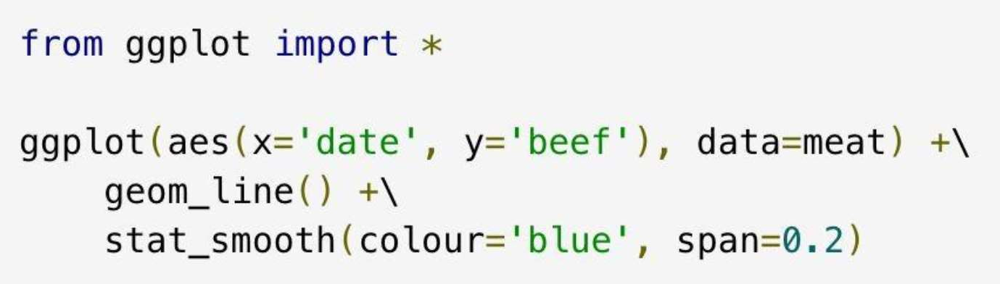 from ggplot import *
ggplot(aes(x='date', y='beef'), data=meat) +\
    geom_line() +\
    stat_smooth(colour='blue', span=0.2)